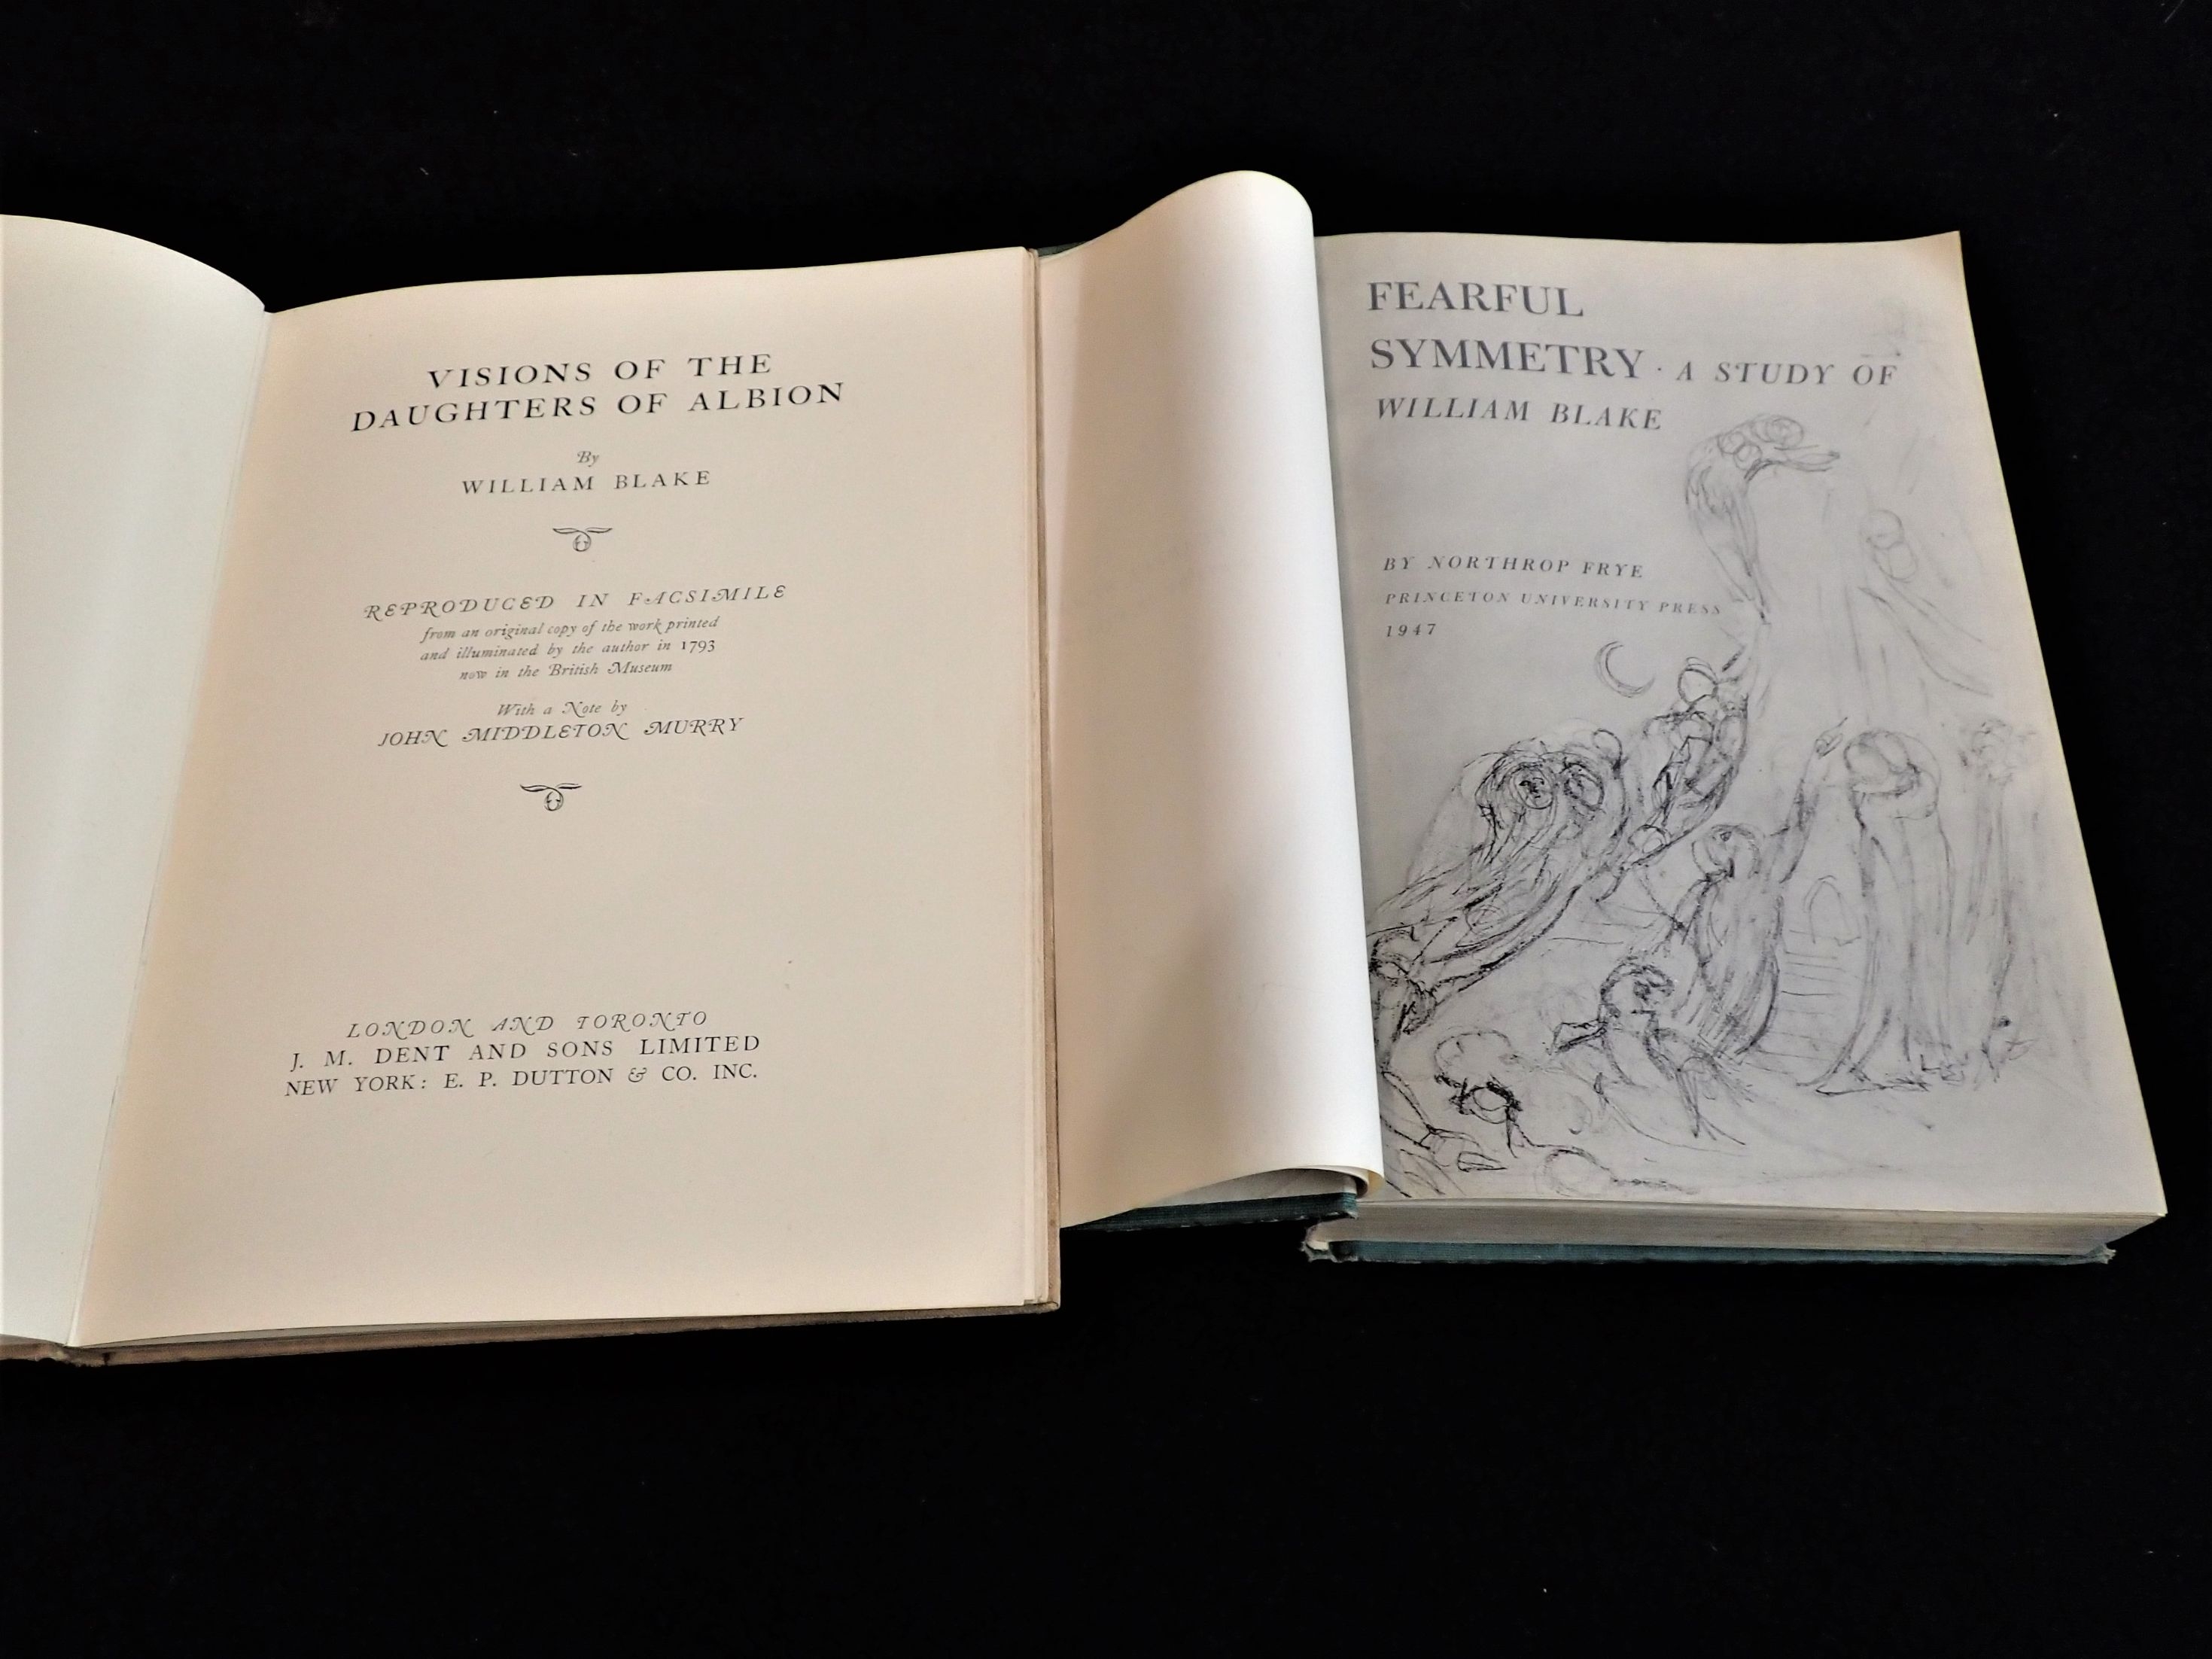 VISIONS OF THE
DAUGHTERS OF ALBION
By
WILLIAM BLAKE
REPRODUCED IN FACSIMILE
from an original copy of the work printed
and illuminated by the author in 1793
now in the British Museum
With a Note by
JOHN MIDDLETON MURRY
LONDON AND TORONTO
J. M. DENT AND SONS LIMITED
NEW YORK: E. P. DUTTON & CO. INC.
FEARFUL
SYMMETRY · A STUDY OF
WILLIAM BLAKE
BY NORTHROP FRYE
PRINCETON UNIVERSITY PRESS
1947